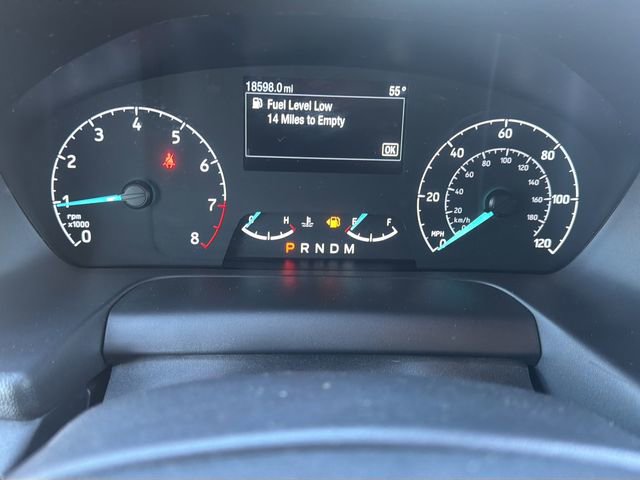 18598.0 mi 55°
Fuel Level Low
14 Miles to Empty
OK
0 1 2 3 4 5 6 7 8
rpm
x1000
C H
E F
P R N D M
0 20 40 60 80 100 120
MPH
0 20 40 60 80 100 120 140 160 180
km/h